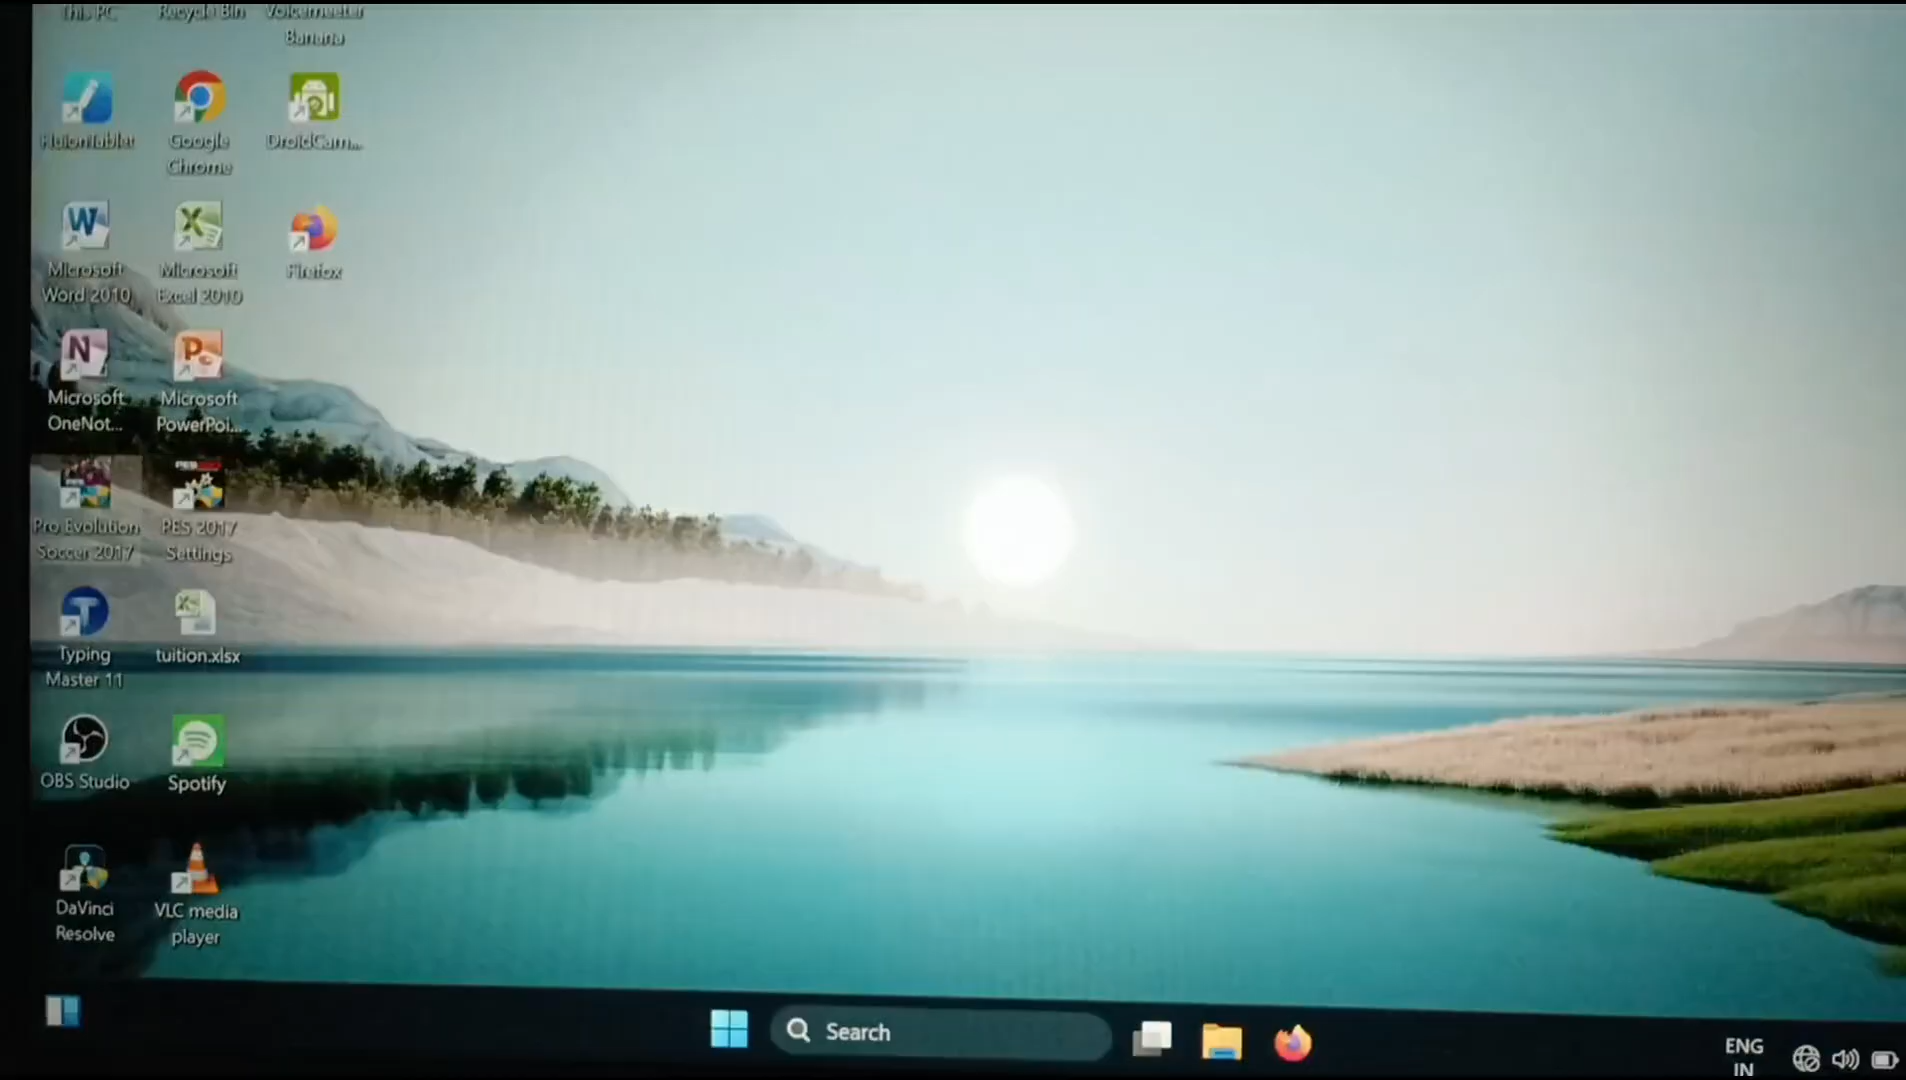 This PC
Recycle Bin
Voicemeeter
Banana
HuionTablet
Google
Chrome
DroidCam...
W
Microsoft
Word 2010
X
Microsoft
Excel 2010
Firefox
N
Microsoft
OneNot...
P
Microsoft
PowerPoi...
Pro Evolution
Soccer 2017
PES 2017
Settings
T
Typing
Master 11
X
tuition.xlsx
OBS Studio
Spotify
DaVinci
Resolve
VLC media
player
Search
ENG
IN